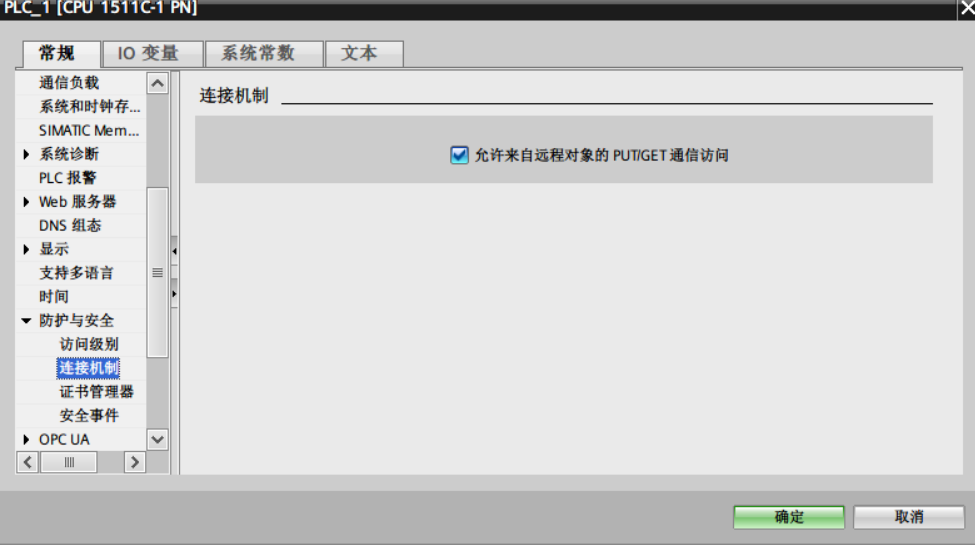 PLC_1 [CPU 1511C-1 PN]
常规 IO 变量 系统常数 文本
通信负载
系统和时钟存...
SIMATIC Mem...
系统诊断
PLC 报警
Web 服务器
DNS 组态
显示
支持多语言
时间
防护与安全
访问级别
连接机制
证书管理器
安全事件
OPC UA
连接机制
允许来自远程对象的 PUT/GET 通信访问
确定 取消